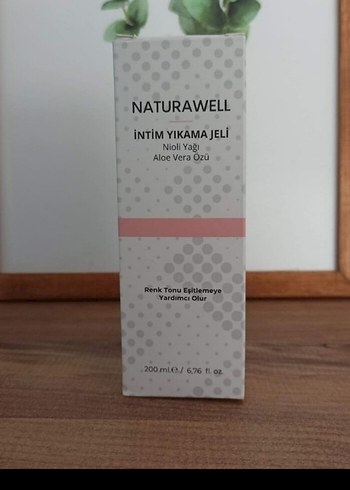 NATURAWELL
İNTİM YIKAMA JELİ
Nioli Yağı
Aloe Vera Özü
Renk Tonu Eşitlemeye
Yardımcı Olur
200 ml.℮ / 6,76 fl. oz.